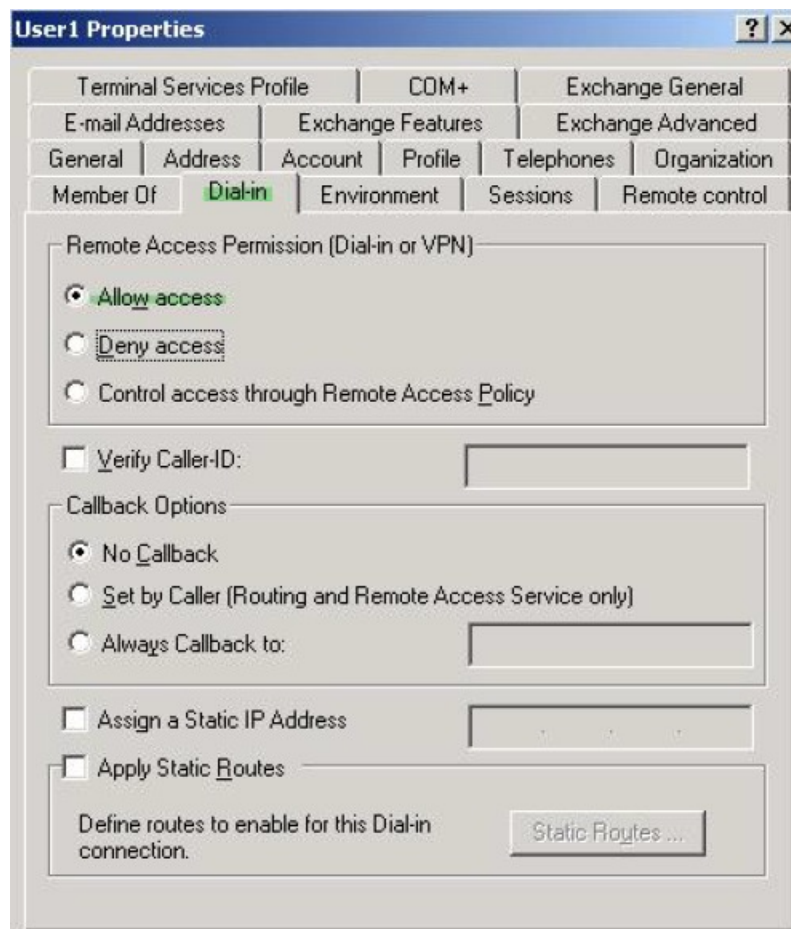 User1 Properties
Terminal Services Profile COM+ Exchange General
E-mail Addresses Exchange Features Exchange Advanced
General Address Account Profile Telephones Organization
Member Of Dial-in Environment Sessions Remote control
Remote Access Permission (Dial-in or VPN)
Allow access
Deny access
Control access through Remote Access Policy
Verify Caller-ID:
Callback Options
No Callback
Set by Caller (Routing and Remote Access Service only)
Always Callback to:
Assign a Static IP Address
Apply Static Routes
Define routes to enable for this Dial-in
connection.
Static Routes ...